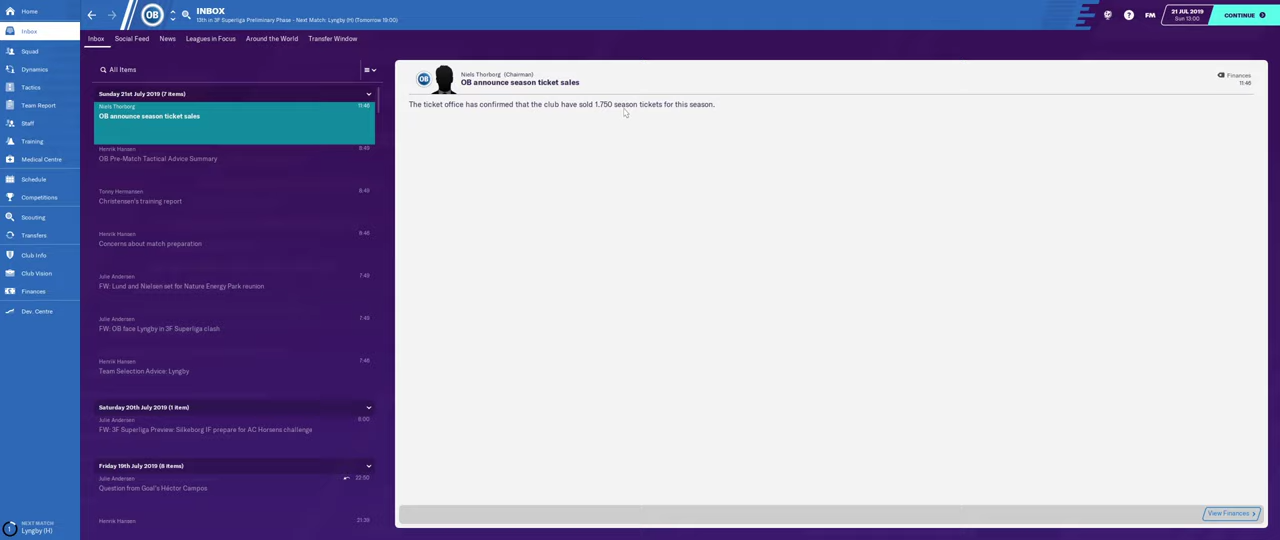 Home
Inbox
Squad
Dynamics
Tactics
Team Report
Staff
Training
Medical Centre
Schedule
Competitions
Scouting
Transfers
Club Info
Club Vision
Finances
Dev. Centre
NEXT MATCH
Lyngby (H)
OB
INBOX
13th in 3F Superliga Preliminary Phase - Next Match: Lyngby (H) (Tomorrow 19:00)
FM
21 JUL 2019
Sun 13:00
CONTINUE
Inbox
Social Feed
News
Leagues in Focus
Around the World
Transfer Window
All Items
Sunday 21st July 2019 (7 items)
Niels Thorborg 11:46
OB announce season ticket sales
Henrik Hansen 8:49
OB Pre-Match Tactical Advice Summary
Tonny Hermansen 8:49
Christensen's training report
Henrik Hansen 8:48
Concerns about match preparation
Julie Andersen 7:49
FW: Lund and Nielsen set for Nature Energy Park reunion
Julie Andersen 7:49
FW: OB face Lyngby in 3F Superliga clash
Henrik Hansen 7:46
Team Selection Advice: Lyngby
Saturday 20th July 2019 (1 item)
Julie Andersen 8:00
FW: 3F Superliga Preview: Silkeborg IF prepare for AC Horsens challenge
Friday 19th July 2019 (8 items)
Julie Andersen 22:50
Question from Goal's Héctor Campos
Henrik Hansen 21:39
OB
Niels Thorborg (Chairman)
OB announce season ticket sales
Finances
11:46
The ticket office has confirmed that the club have sold 1.750 season tickets for this season.
View Finances